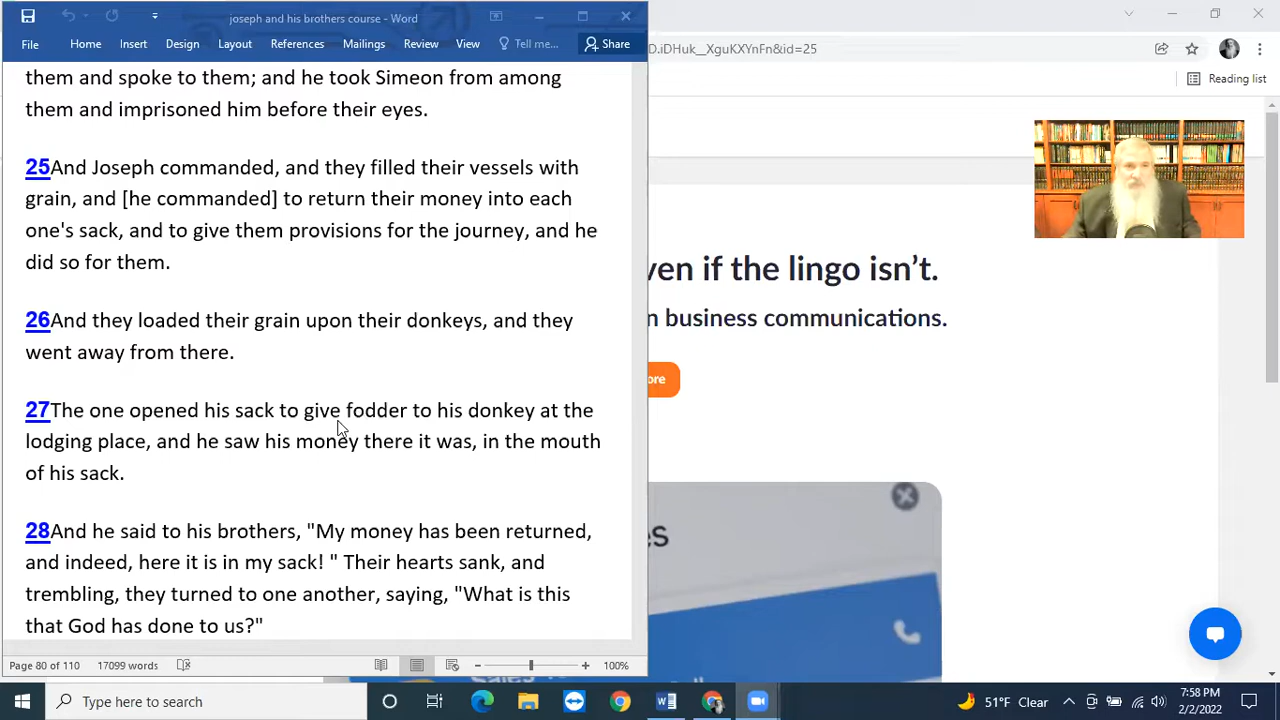 joseph and his brothers course - Word
File Home Insert Design Layout References Mailings Review View Tell me... Share
them and spoke to them; and he took Simeon from among
them and imprisoned him before their eyes.
25And Joseph commanded, and they filled their vessels with
grain, and [he commanded] to return their money into each
one's sack, and to give them provisions for the journey, and he
did so for them.
26And they loaded their grain upon their donkeys, and they
went away from there.
27The one opened his sack to give fodder to his donkey at the
lodging place, and he saw his money there it was, in the mouth
of his sack.
28And he said to his brothers, "My money has been returned,
and indeed, here it is in my sack! " Their hearts sank, and
trembling, they turned to one another, saying, "What is this
that God has done to us?"
Page 80 of 110 17099 words 100%
D.iDHuk__XguKXYnFn&id=25
Reading list
ven if the lingo isn't.
n business communications.
ore
es
Type here to search
51°F Clear
7:58 PM
2/2/2022